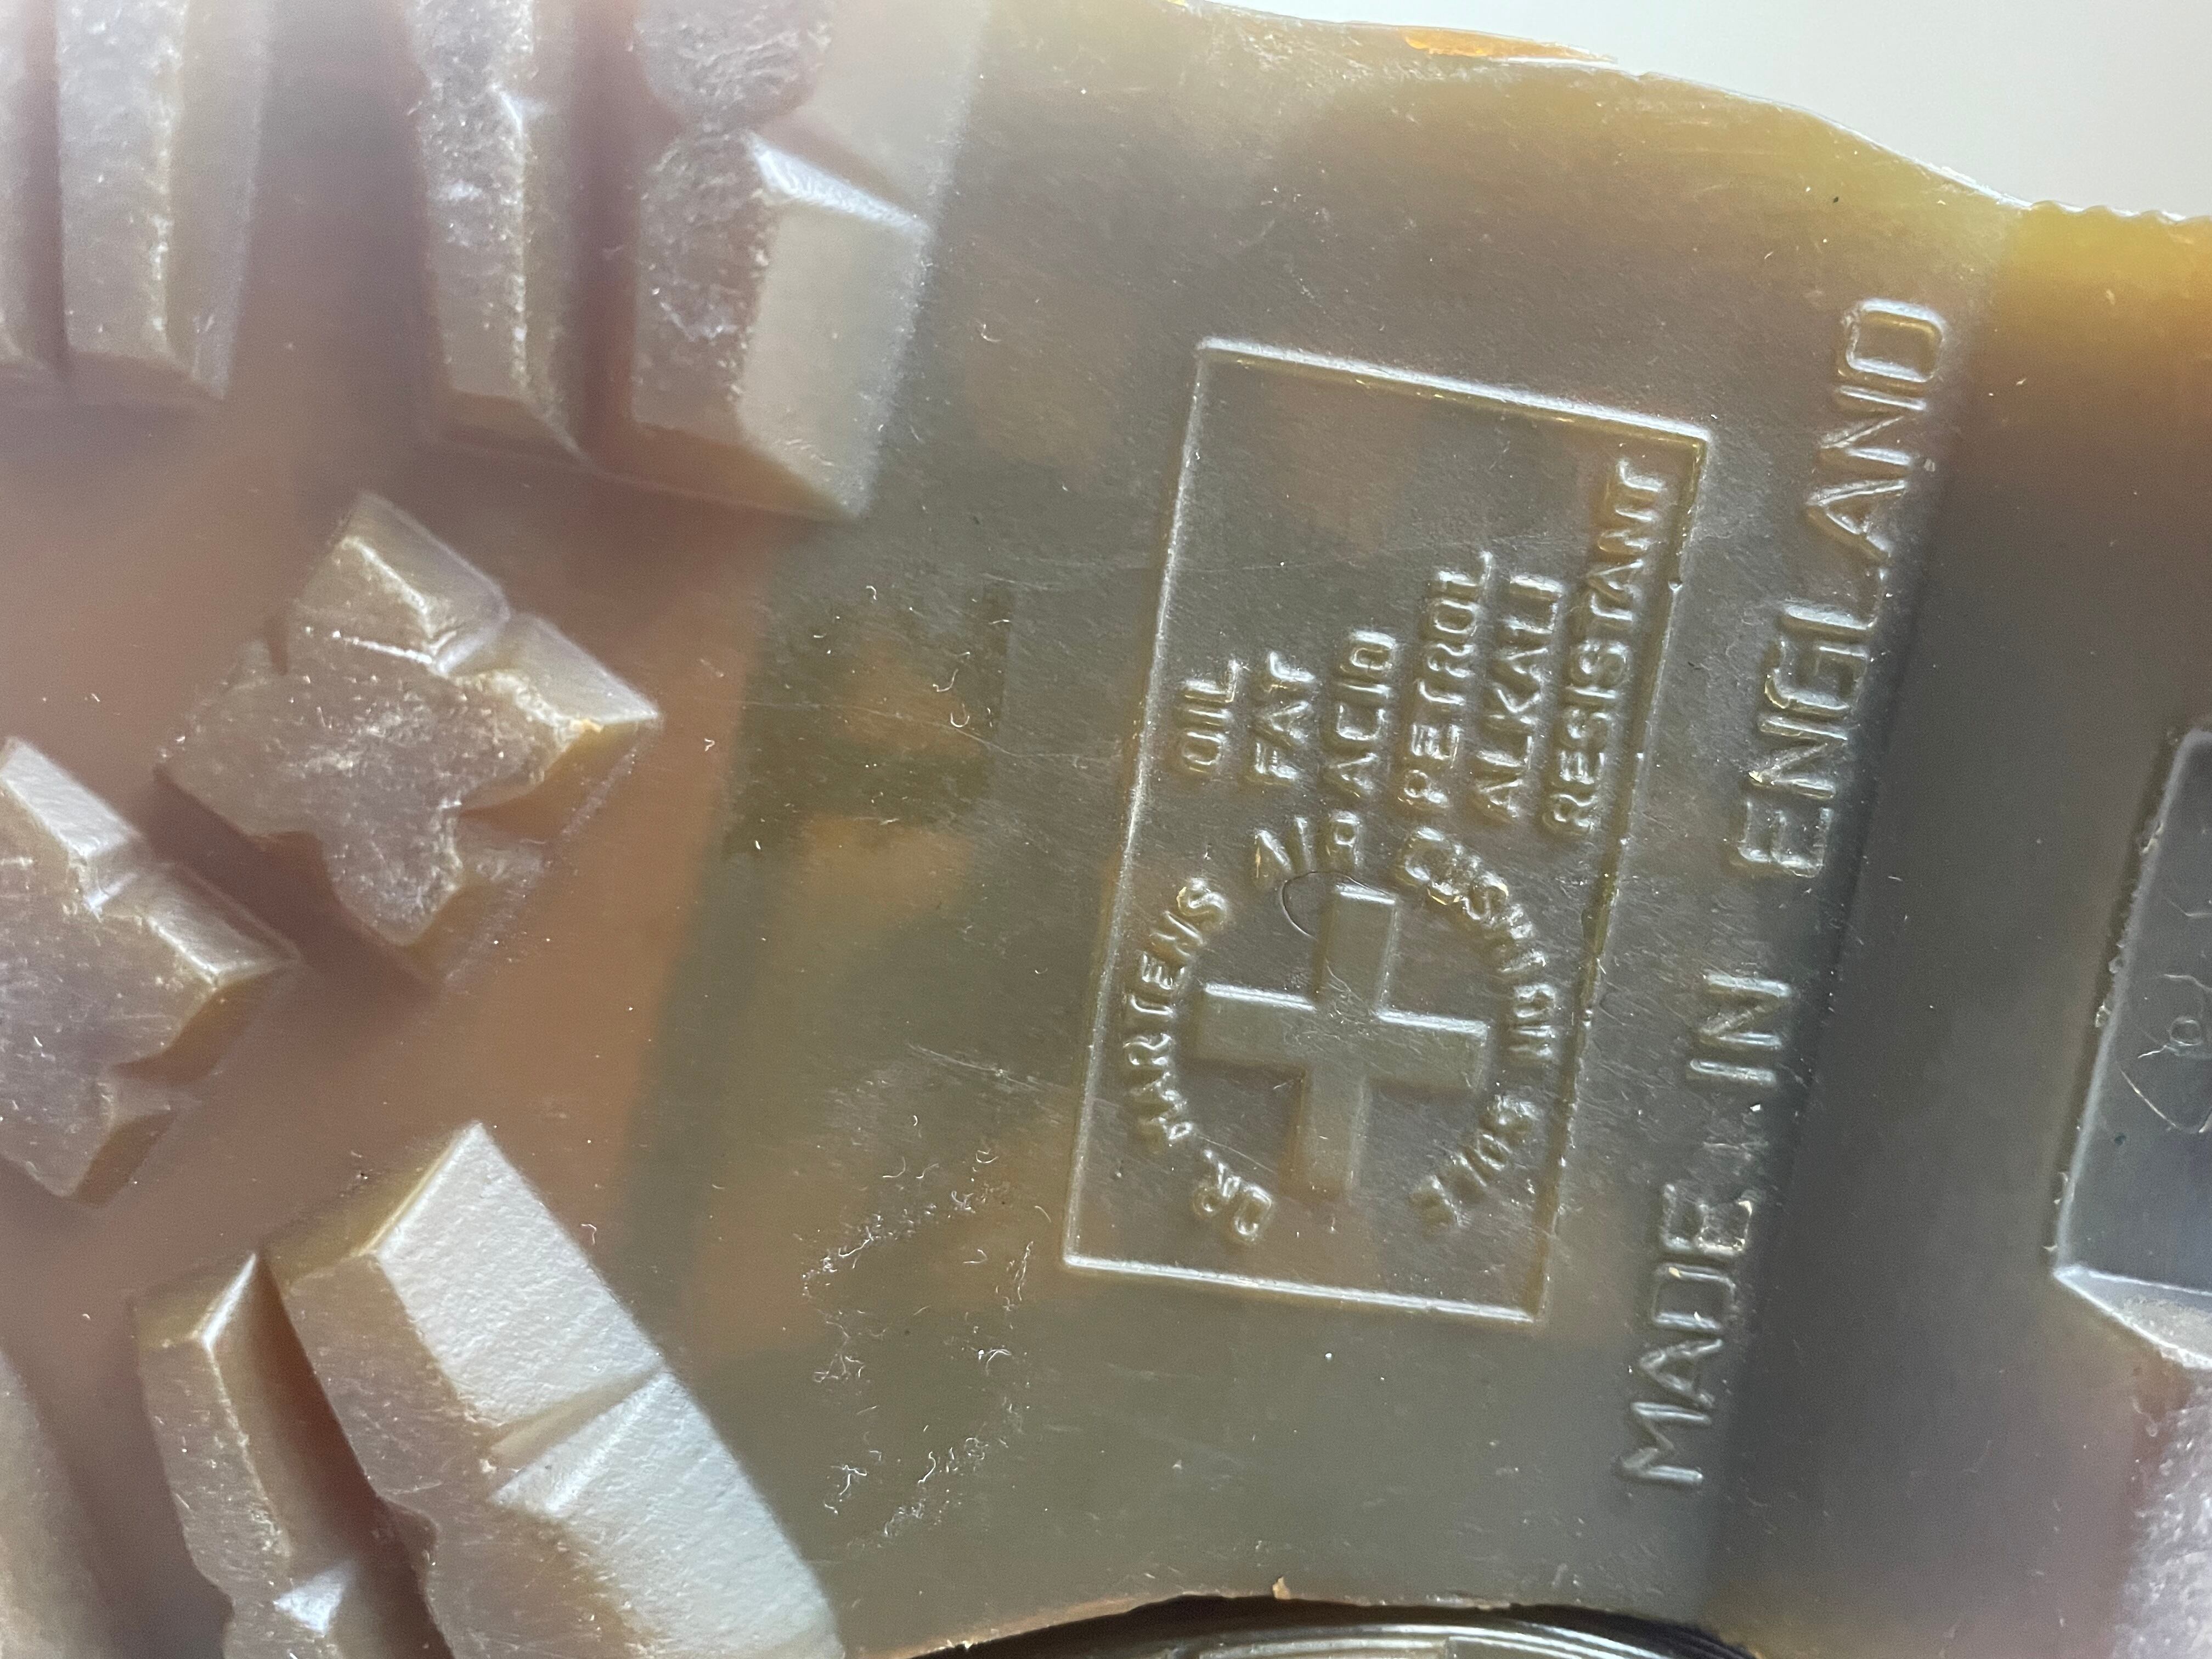 DR. MARTENS AIR CUSHION SOLE
OIL
FAT
ACID
PETROL
ALKALI
RESISTANT
MADE IN ENGLAND